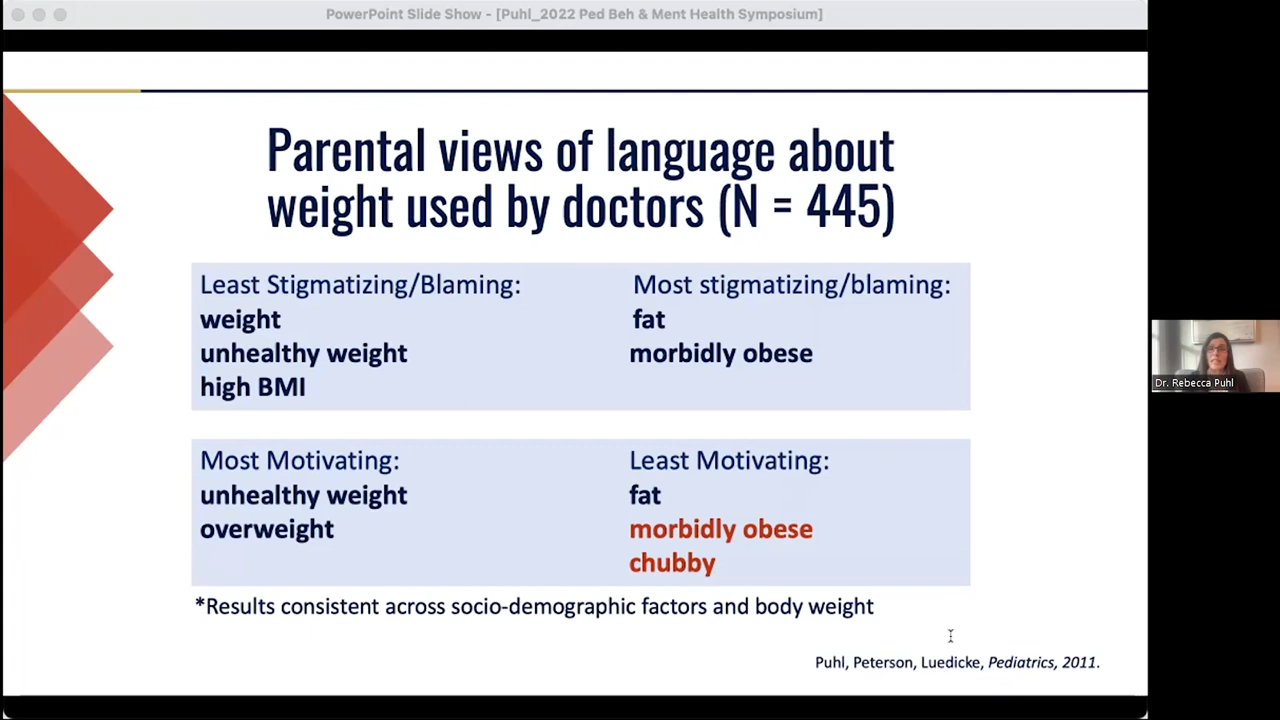 PowerPoint Slide Show - [Puhl_2022 Ped Beh & Ment Health Symposium]
Parental views of language about
weight used by doctors (N = 445)
Least Stigmatizing/Blaming:
weight
unhealthy weight
high BMI
Most stigmatizing/blaming:
fat
morbidly obese
Most Motivating:
unhealthy weight
overweight
Least Motivating:
fat
morbidly obese
chubby
*Results consistent across socio-demographic factors and body weight
Puhl, Peterson, Luedicke, Pediatrics, 2011.
Dr. Rebecca Puhl